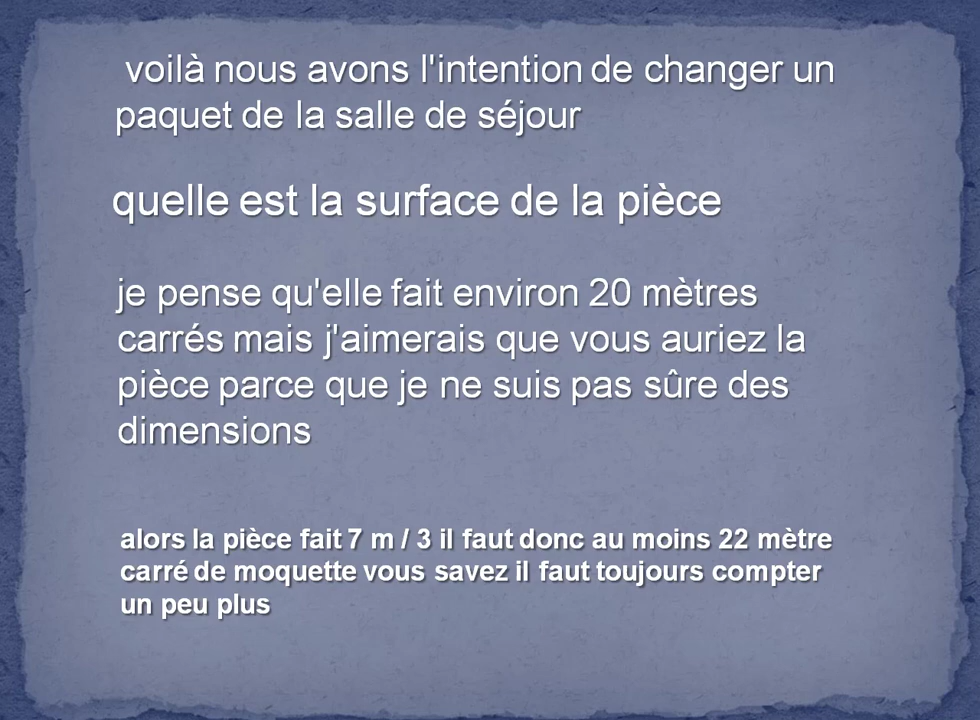 voilà nous avons l'intention de changer un
paquet de la salle de séjour
quelle est la surface de la pièce
je pense qu'elle fait environ 20 mètres
carrés mais j'aimerais que vous auriez la
pièce parce que je ne suis pas sûre des
dimensions
alors la pièce fait 7 m / 3 il faut donc au moins 22 mètre
carré de moquette vous savez il faut toujours compter
un peu plus